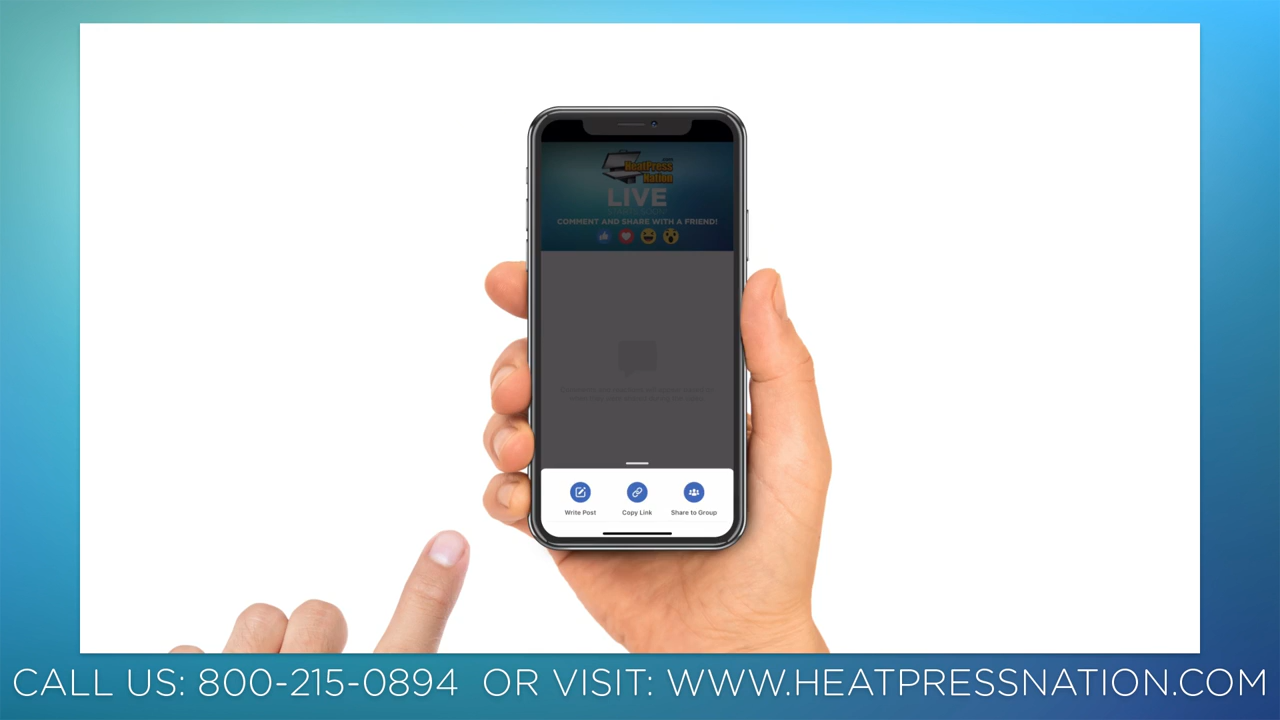 .com
HeatPress
Nation
LIVE
COMMENT AND SHARE WITH A FRIEND!
Write Post
Copy Link
Share to Group
CALL US: 800-215-0894 OR VISIT: WWW.HEATPRESSNATION.COM